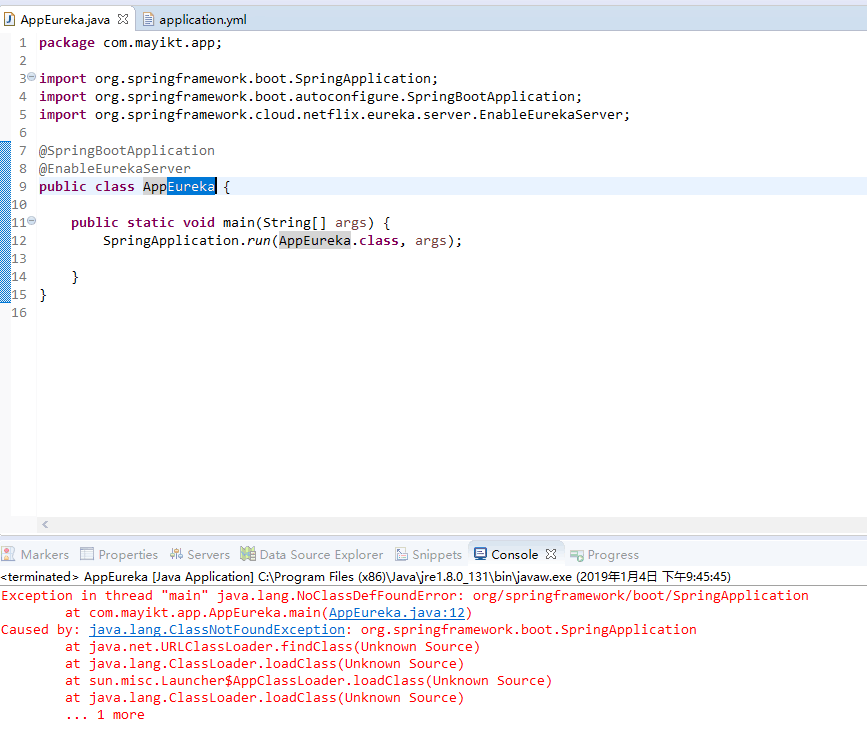 AppEureka.java application.yml
1 package com.mayikt.app;
2
3 import org.springframework.boot.SpringApplication;
4 import org.springframework.boot.autoconfigure.SpringBootApplication;
5 import org.springframework.cloud.netflix.eureka.server.EnableEurekaServer;
6
7 @SpringBootApplication
8 @EnableEurekaServer
9 public class AppEureka {
10
11 public static void main(String[] args) {
12 SpringApplication.run(AppEureka.class, args);
13
14 }
15 }
16
Markers Properties Servers Data Source Explorer Snippets Console Progress
<terminated> AppEureka [Java Application] C:\Program Files (x86)\Java\jre1.8.0_131\bin\javaw.exe (2019年1月4日 下午9:45:45)
Exception in thread "main" java.lang.NoClassDefFoundError: org/springframework/boot/SpringApplication
at com.mayikt.app.AppEureka.main(AppEureka.java:12)
Caused by: java.lang.ClassNotFoundException: org.springframework.boot.SpringApplication
at java.net.URLClassLoader.findClass(Unknown Source)
at java.lang.ClassLoader.loadClass(Unknown Source)
at sun.misc.Launcher$AppClassLoader.loadClass(Unknown Source)
at java.lang.ClassLoader.loadClass(Unknown Source)
... 1 more